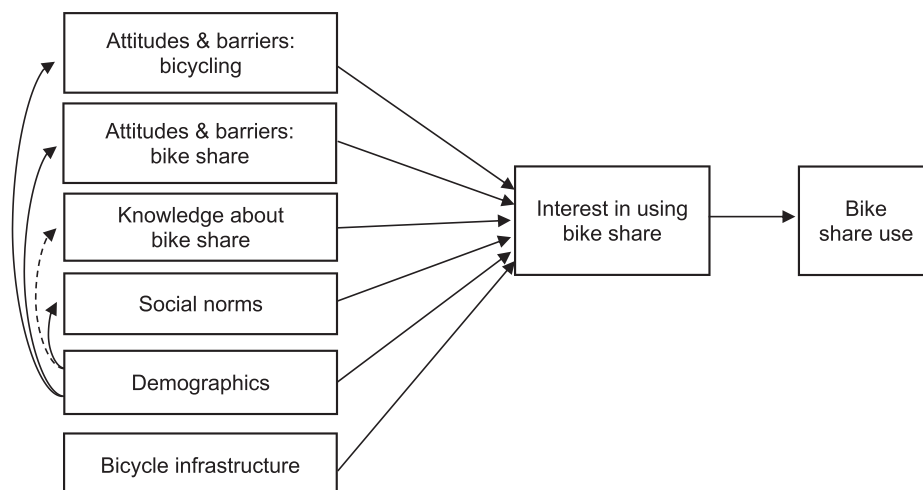 Attitudes & barriers:
bicycling
Attitudes & barriers:
bike share
Knowledge about
bike share
Social norms
Demographics
Bicycle infrastructure
Interest in using
bike share
Bike
share use